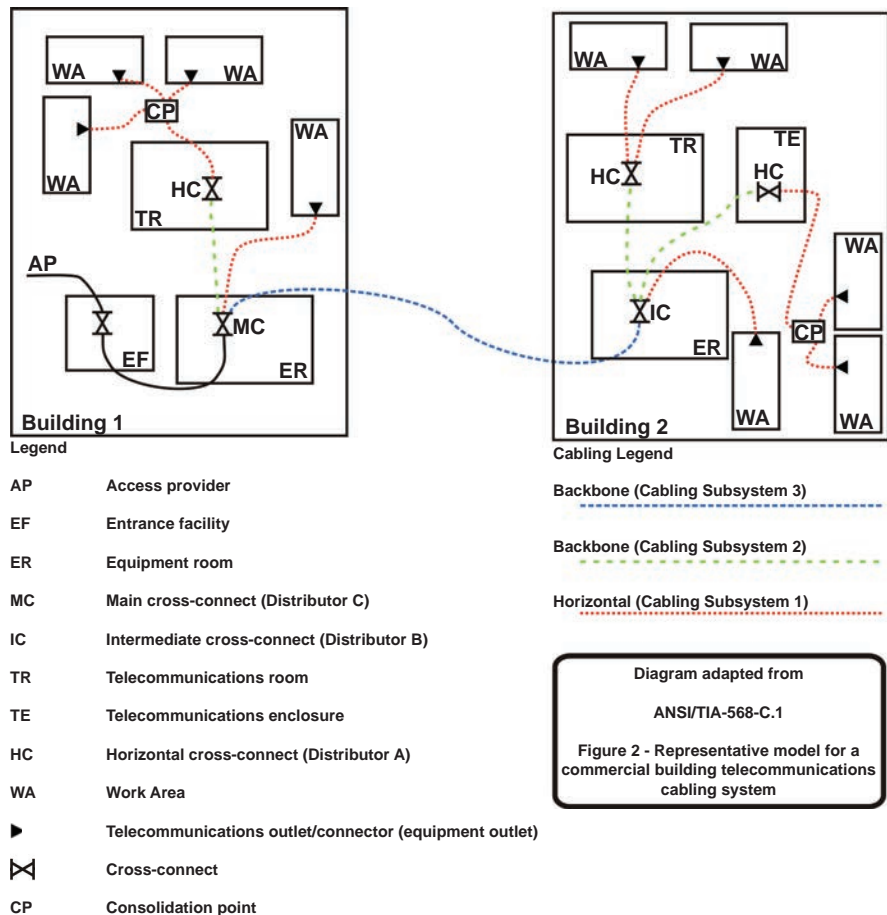 WA
WA
WA
WA
CP
HC
TR
AP
EF
MC
ER
Building 1
WA
WA
TR
TE
HC
HC
IC
ER
WA
CP
WA
WA
Building 2
Legend
AP Access provider
EF Entrance facility
ER Equipment room
MC Main cross-connect (Distributor C)
IC Intermediate cross-connect (Distributor B)
TR Telecommunications room
TE Telecommunications enclosure
HC Horizontal cross-connect (Distributor A)
WA Work Area
Telecommunications outlet/connector (equipment outlet)
Cross-connect
CP Consolidation point
Cabling Legend
Backbone (Cabling Subsystem 3)
Backbone (Cabling Subsystem 2)
Horizontal (Cabling Subsystem 1)
Diagram adapted from
ANSI/TIA-568-C.1
Figure 2 - Representative model for a
commercial building telecommunications
cabling system